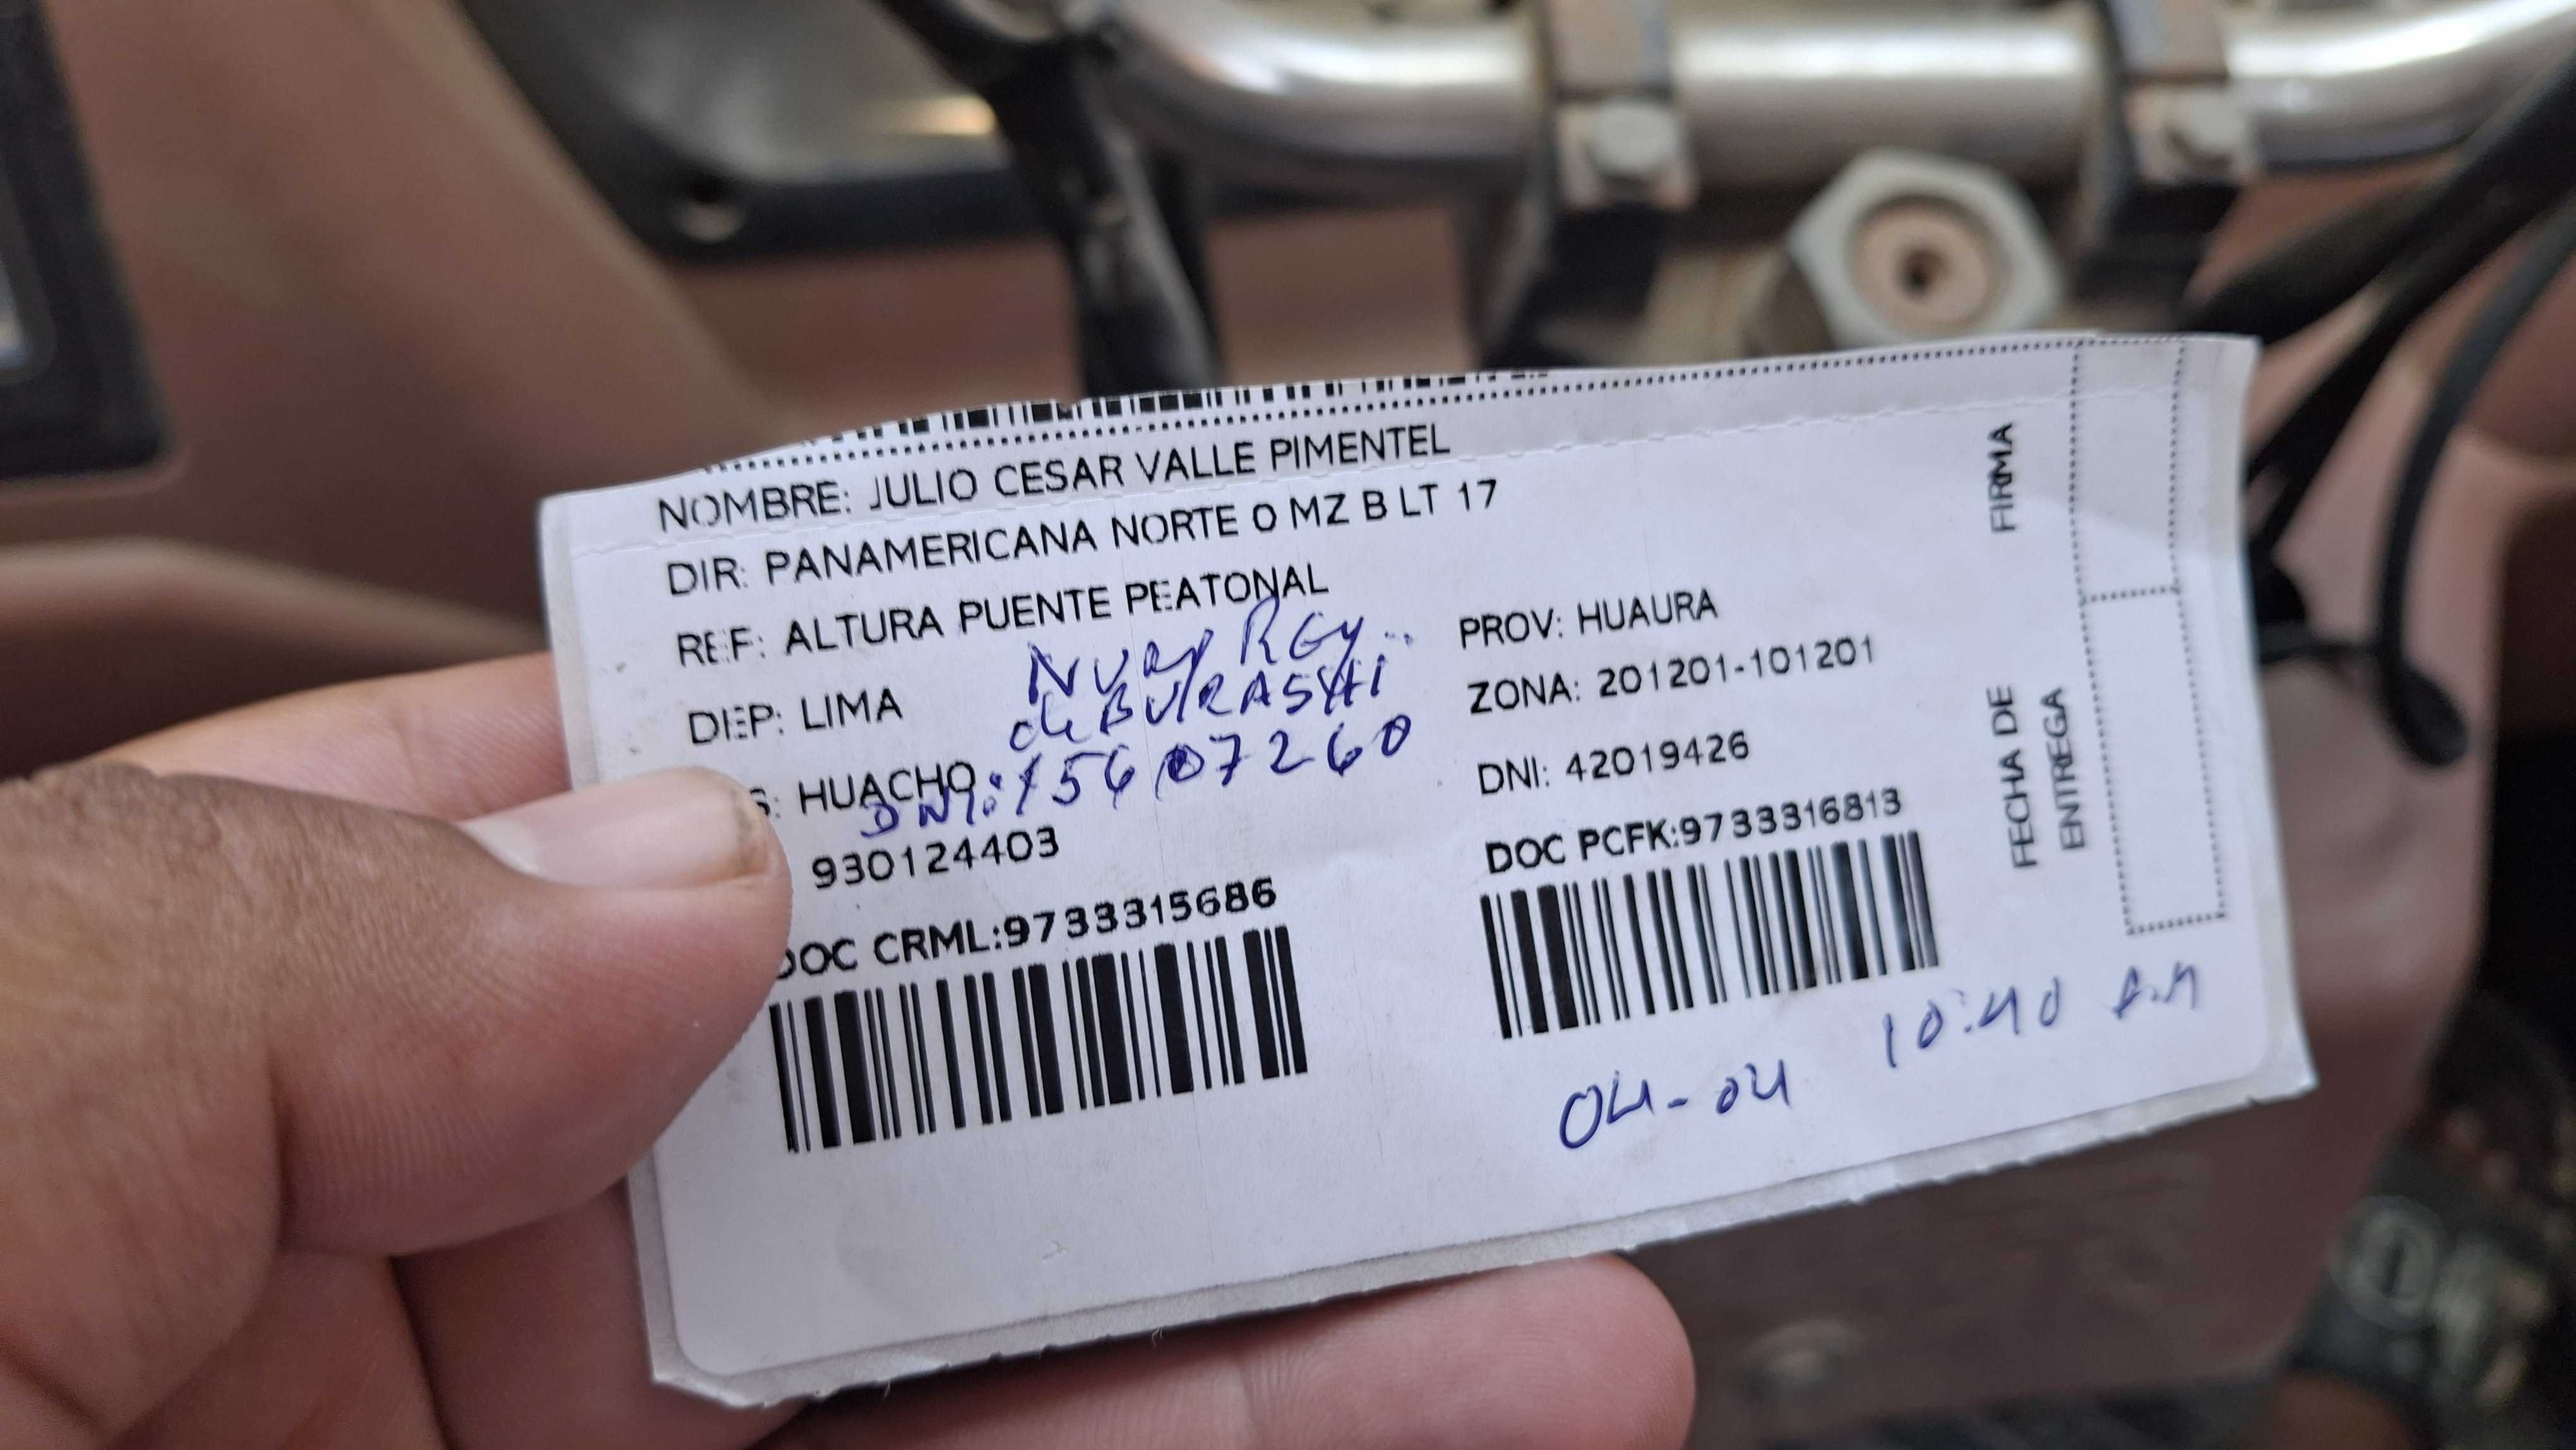 NOMBRE: JULIO CESAR VALLE PIMENTEL
DIR: PANAMERICANA NORTE 0 MZ B LT 17
REF: ALTURA PUENTE PEATONAL
DEP: LIMA
PROV: HUAURA
de BURASHI
S: HUACHO
ZONA: 201201-101201
DNI: 15607260
930124403
DNI: 42019426
DOC CRML:9733315686
DOC PCFK:9733316813
04-04 10:40 A.M
FIRMA
FECHA DE
ENTREGA